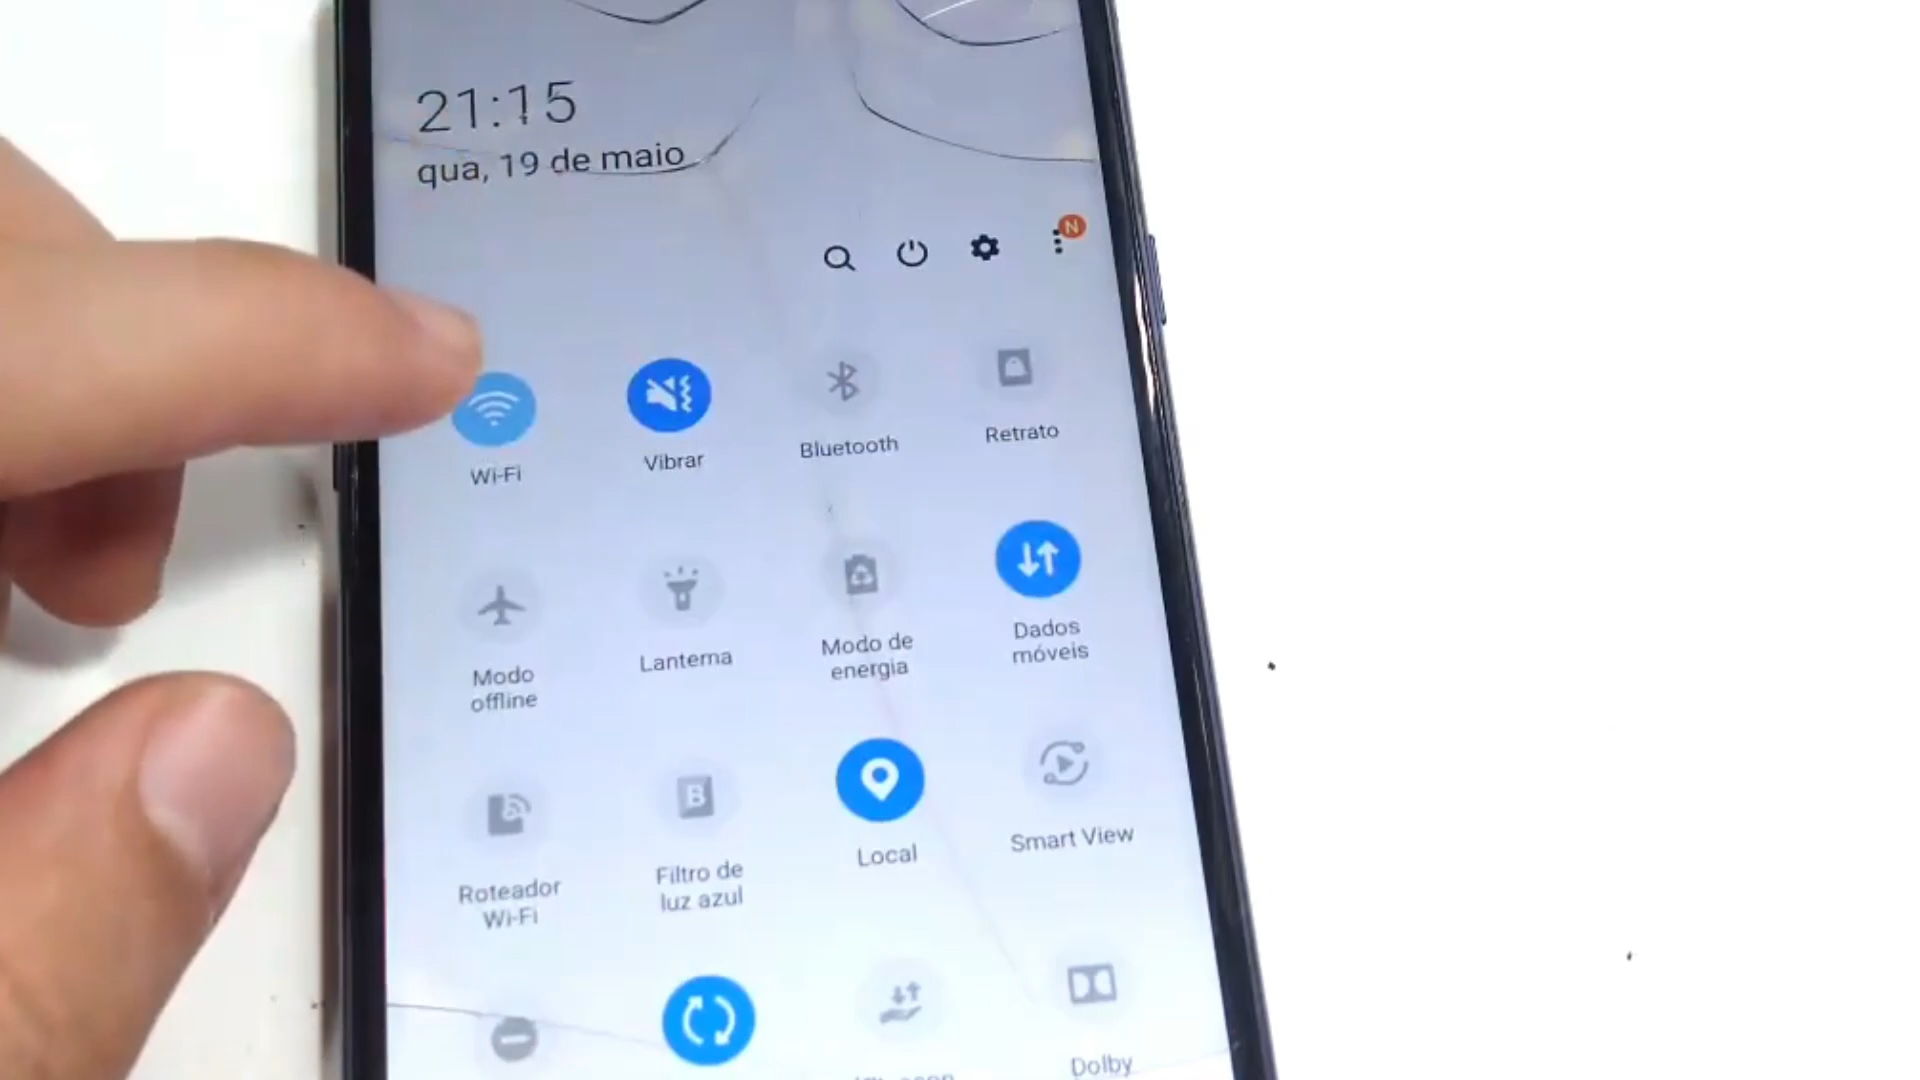 21:15
qua, 19 de maio
N
Wi-Fi
Vibrar
Bluetooth
Retrato
Modo
offline
Lanterna
Modo de
energia
Dados
móveis
Roteador
Wi-Fi
Filtro de
luz azul
B
Local
Smart View
Dolby